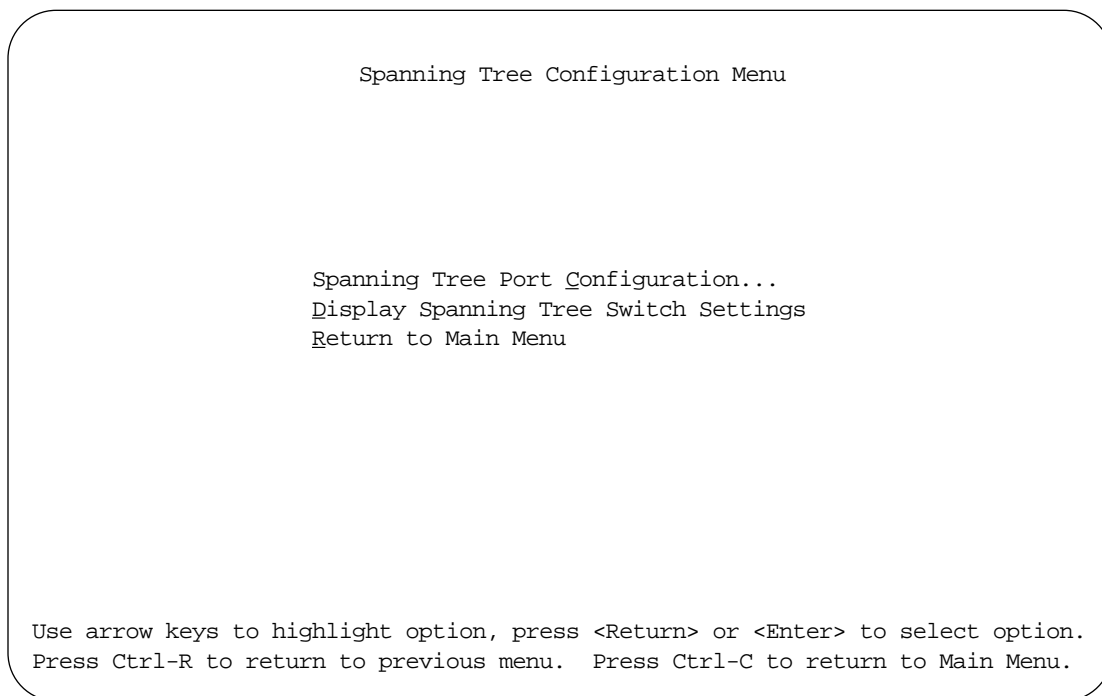 Spanning Tree Configuration Menu
Spanning Tree Port Configuration...
Display Spanning Tree Switch Settings
Return to Main Menu
Use arrow keys to highlight option, press <Return> or <Enter> to select option.
Press Ctrl-R to return to previous menu.  Press Ctrl-C to return to Main Menu.